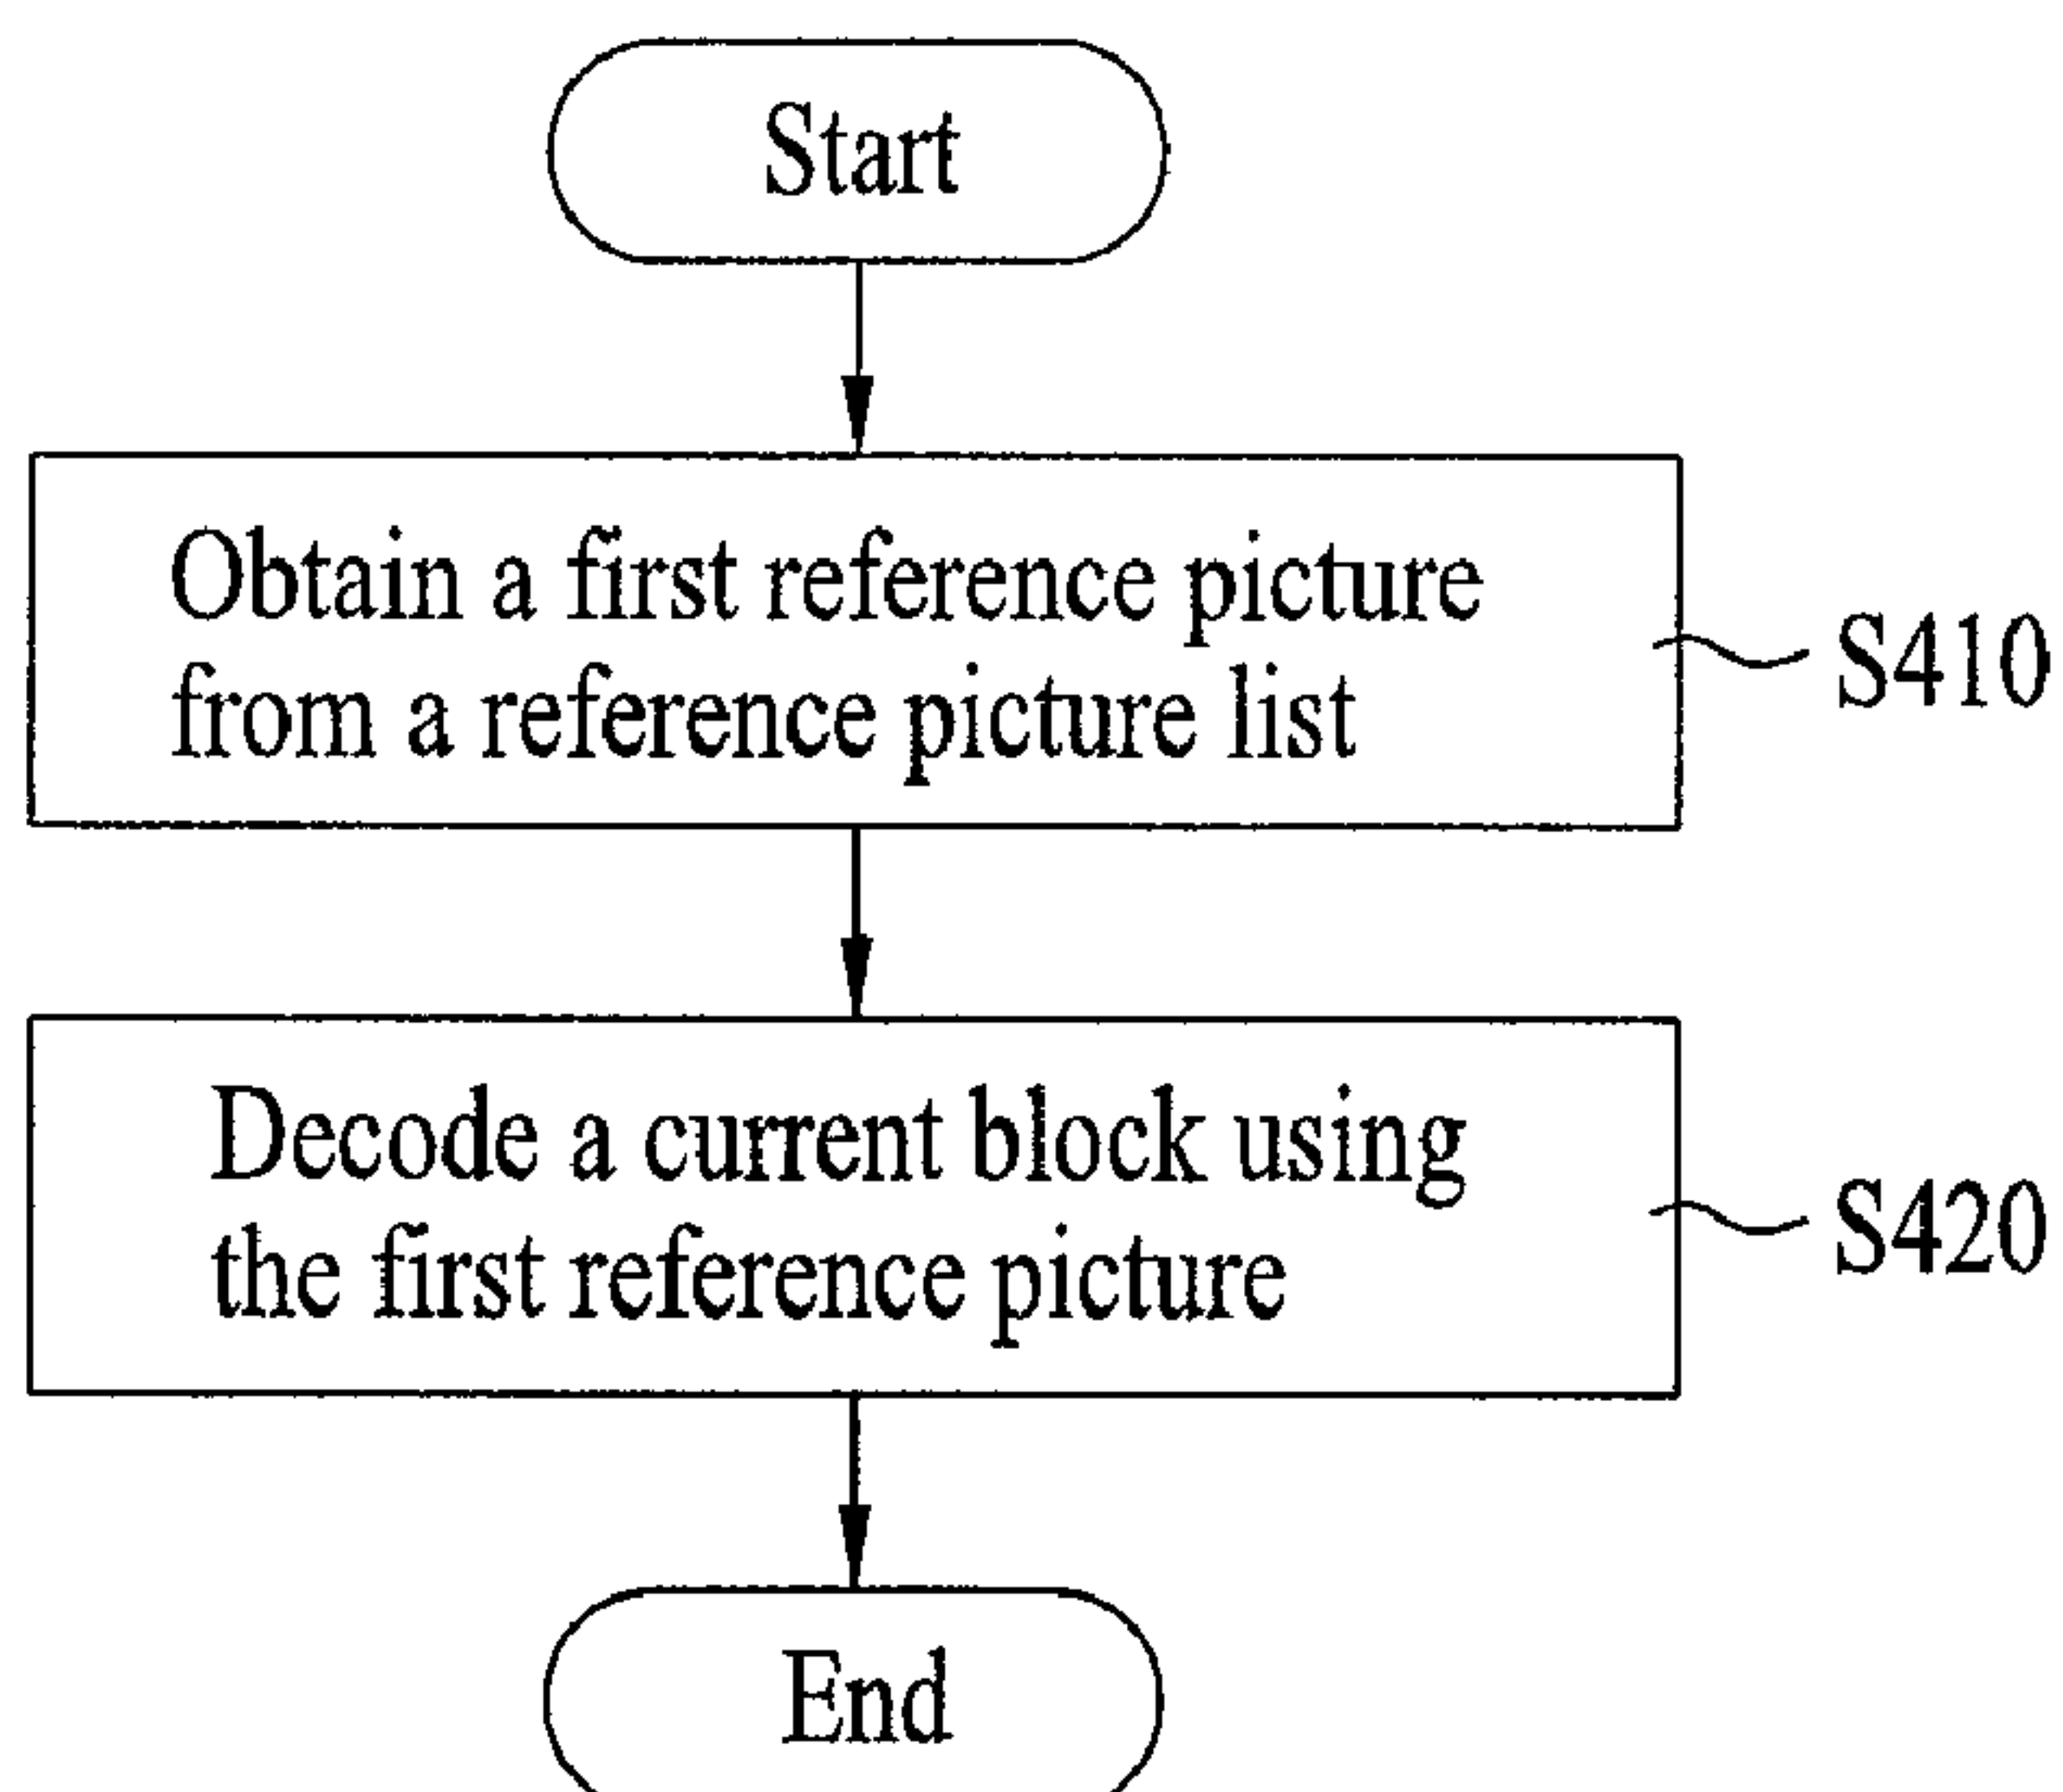 Start
Obtain a first reference picture
from a reference picture list
S410
Decode a current block using
the first reference picture
S420
End